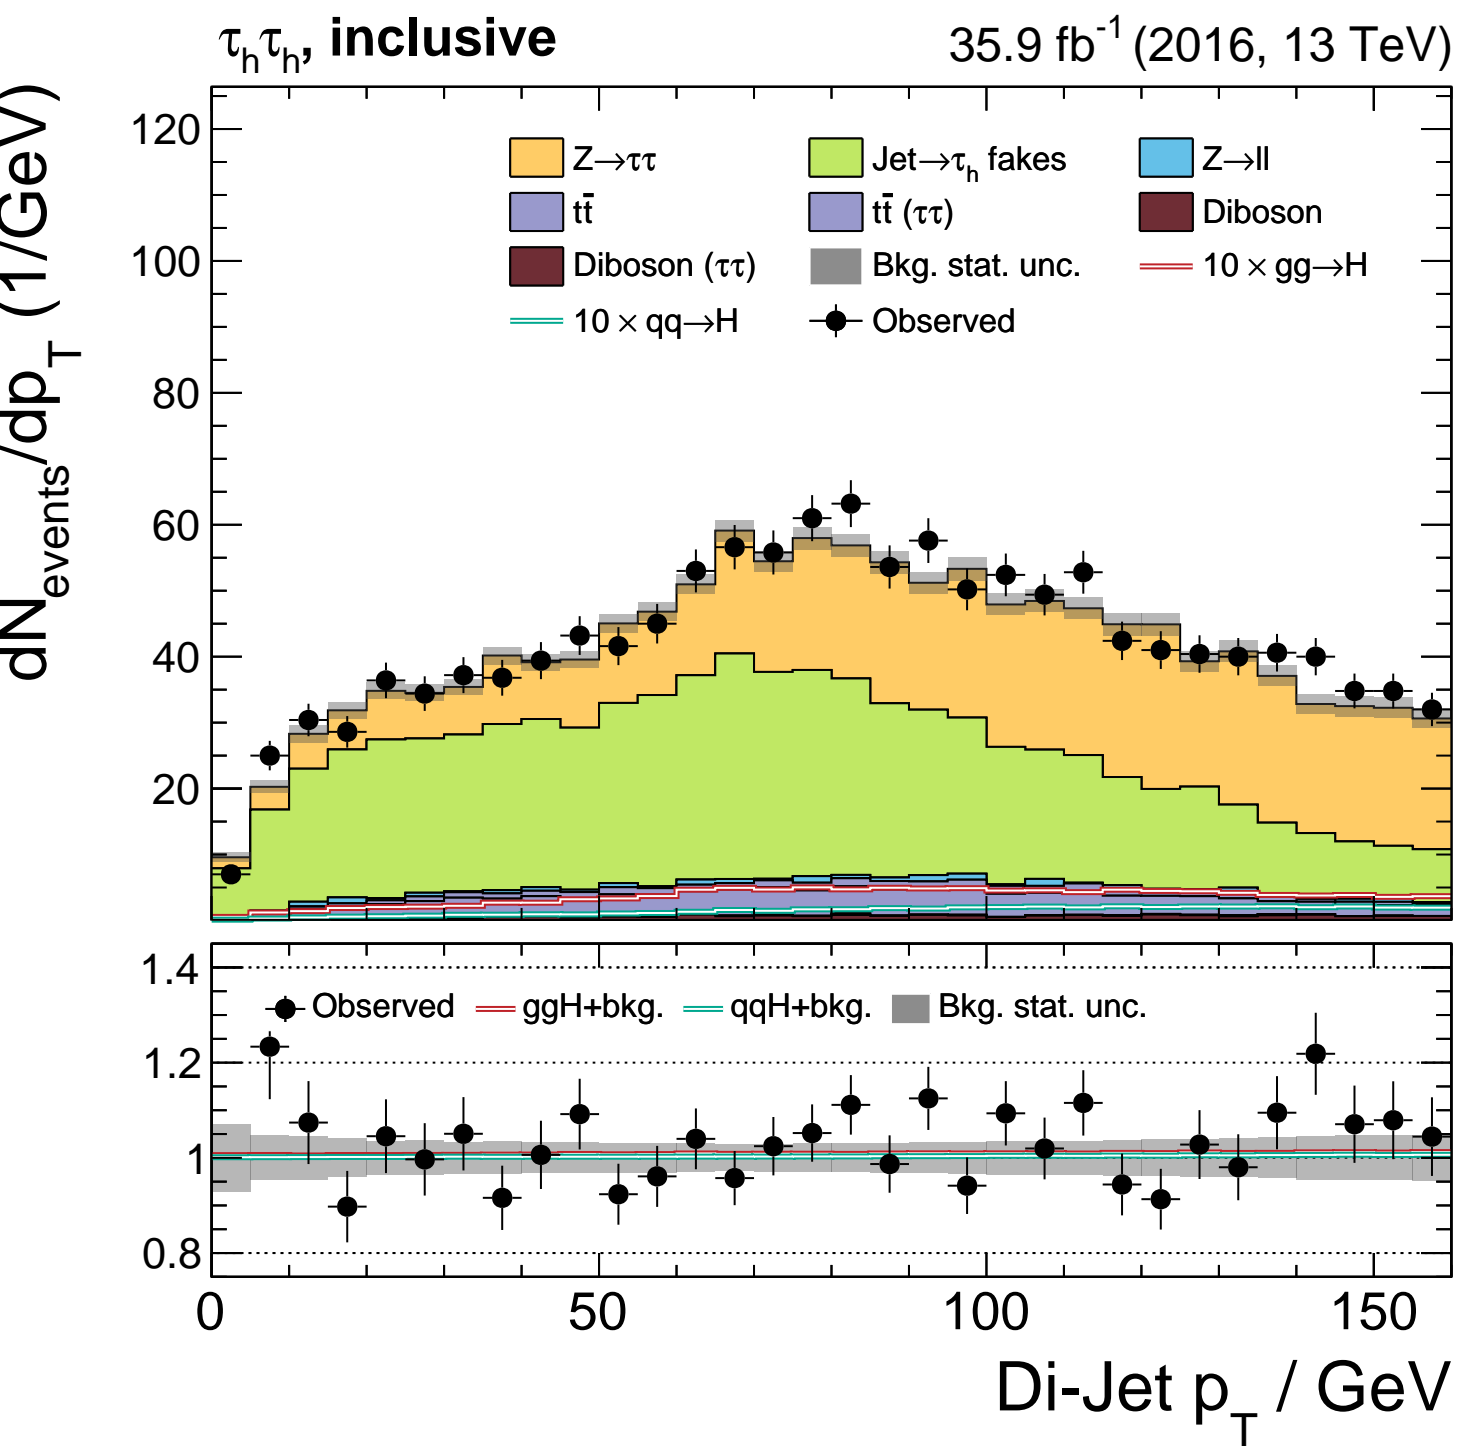 τhτh, inclusive 35.9 fb-1 (2016, 13 TeV)
dNevents/dpT (1/GeV)
120
100
80
60
40
20
Z→ττ Jet→τh fakes Z→ll
tt̄ tt̄ (ττ) Diboson
Diboson (ττ) Bkg. stat. unc. 10 × gg→H
10 × qq→H Observed
1.4
1.2
1
0.8
Observed ggH+bkg. qqH+bkg. Bkg. stat. unc.
0 50 100 150
Di-Jet pT / GeV